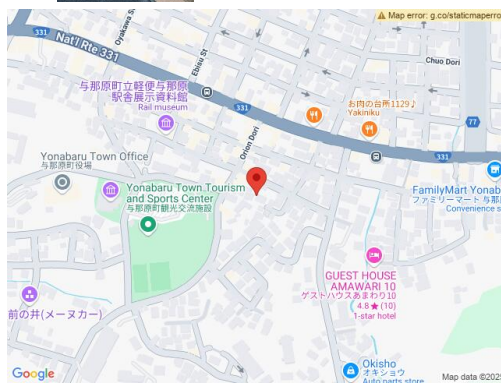 Map error: g.co/staticmaperro
Nat'l Rte 331
Oyakawa St
Ebisu St
Chuo Dori
与那原町立軽便与那原
駅舎展示資料館
Rail museum
331
331
お肉の台所1129♪
Yakiniku
77
Orion Dori
331
Yonabaru Town Office
与那原町役場
Yonabaru Town Tourism
and Sports Center
与那原町観光交流施設
FamilyMart Yonab
ファミリーマート 与那
Convenience s
GUEST HOUSE
AMAWARI 10
ゲストハウスあまわり10
4.8★ (10)
1-star hotel
前の井(メーヌカー)
Okisho
オキショウ
Auto parts store
Google
Map data ©2025